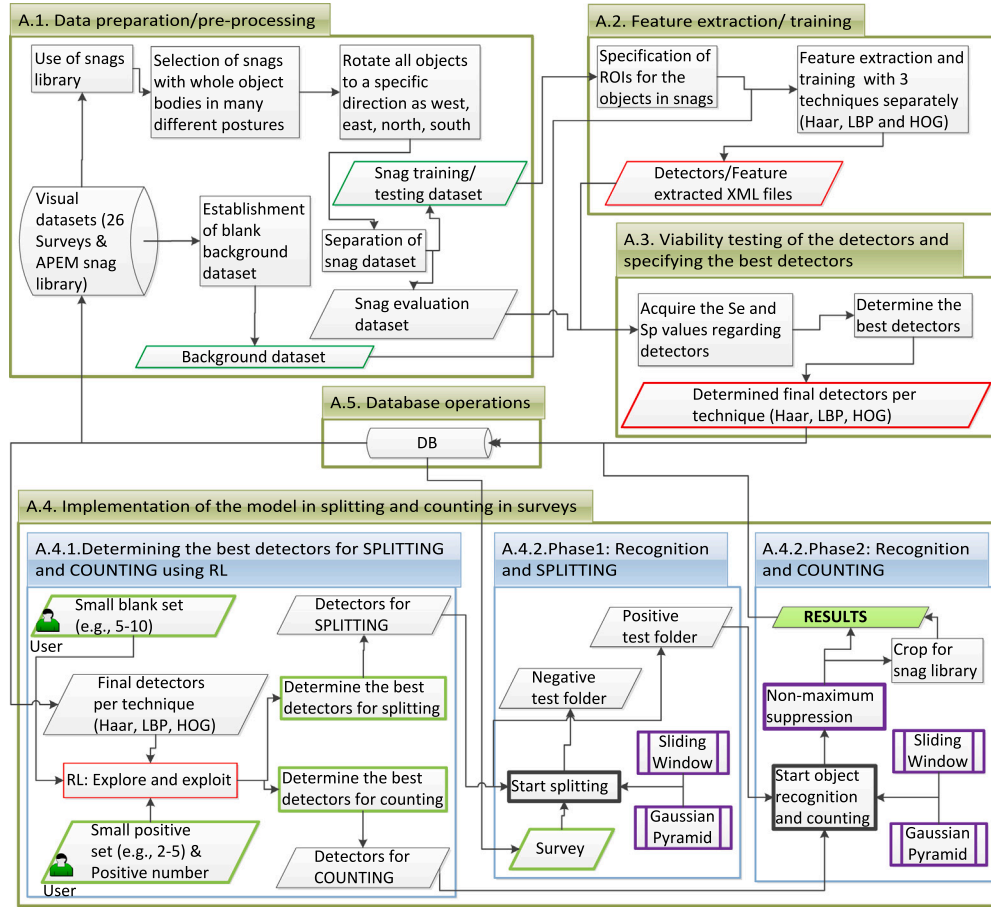 A.1. Data preparation/pre-processing
Use of snags
library
Selection of snags
with whole object
bodies in many
different postures
Rotate all objects
to a specific
direction as west,
east, north, south
Snag training/
testing dataset
Visual
datasets (26
Surveys &
APEM snag
library)
Establishment
of blank
background
dataset
Separation of
snag dataset
Snag evaluation
dataset
Background dataset
A.2. Feature extraction/ training
Specification of
ROIs for the
objects in snags
Feature extraction and
training with 3
techniques separately
(Haar, LBP and HOG)
Detectors/Feature
extracted XML files
A.3. Viability testing of the detectors and
specifying the best detectors
Acquire the Se and
Sp values regarding
detectors
Determine the
best detectors
Determined final detectors per
technique (Haar, LBP, HOG)
A.5. Database operations
DB
A.4. Implementation of the model in splitting and counting in surveys
A.4.1.Determining the best detectors for SPLITTING
and COUNTING using RL
Small blank set
(e.g., 5-10)
User
Detectors for
SPLITTING
Final detectors
per technique
(Haar, LBP, HOG)
Determine the best
detectors for splitting
RL: Explore and exploit
Determine the best
detectors for counting
Small positive
set (e.g., 2-5) &
Positive number
User
Detectors for
COUNTING
A.4.2.Phase1: Recognition
and SPLITTING
Positive
test folder
Negative
test folder
Sliding
Window
Start splitting
Gaussian
Pyramid
Survey
A.4.2.Phase2: Recognition
and COUNTING
RESULTS
Crop for
snag library
Non-maximum
suppression
Sliding
Window
Start object
recognition
and counting
Gaussian
Pyramid